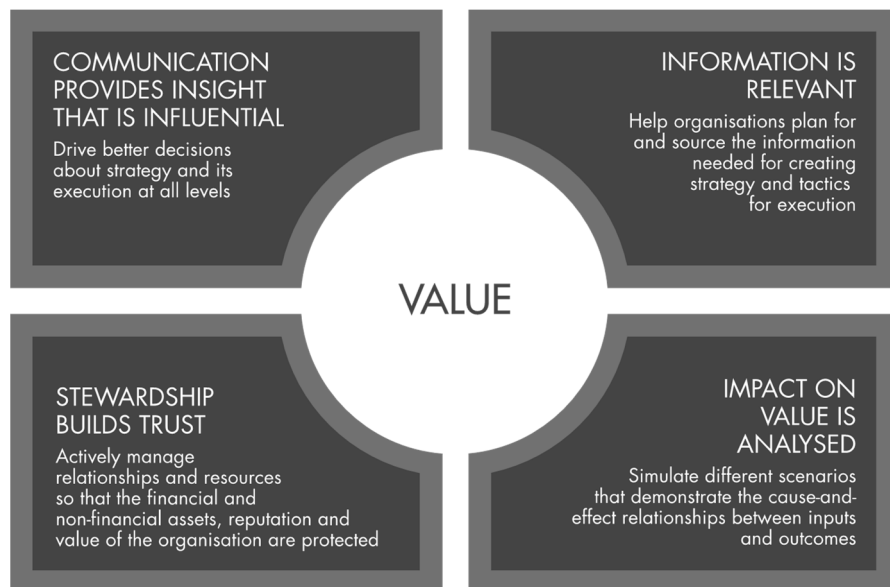 COMMUNICATION
PROVIDES INSIGHT
THAT IS INFLUENTIAL
Drive better decisions
about strategy and its
execution at all levels
INFORMATION IS
RELEVANT
Help organisations plan for
and source the information
needed for creating
strategy and tactics
for execution
VALUE
STEWARDSHIP
BUILDS TRUST
Actively manage
relationships and resources
so that the financial and
non-financial assets, reputation and
value of the organisation are protected
IMPACT ON
VALUE IS
ANALYSED
Simulate different scenarios
that demonstrate the cause-and-
effect relationships between inputs
and outcomes